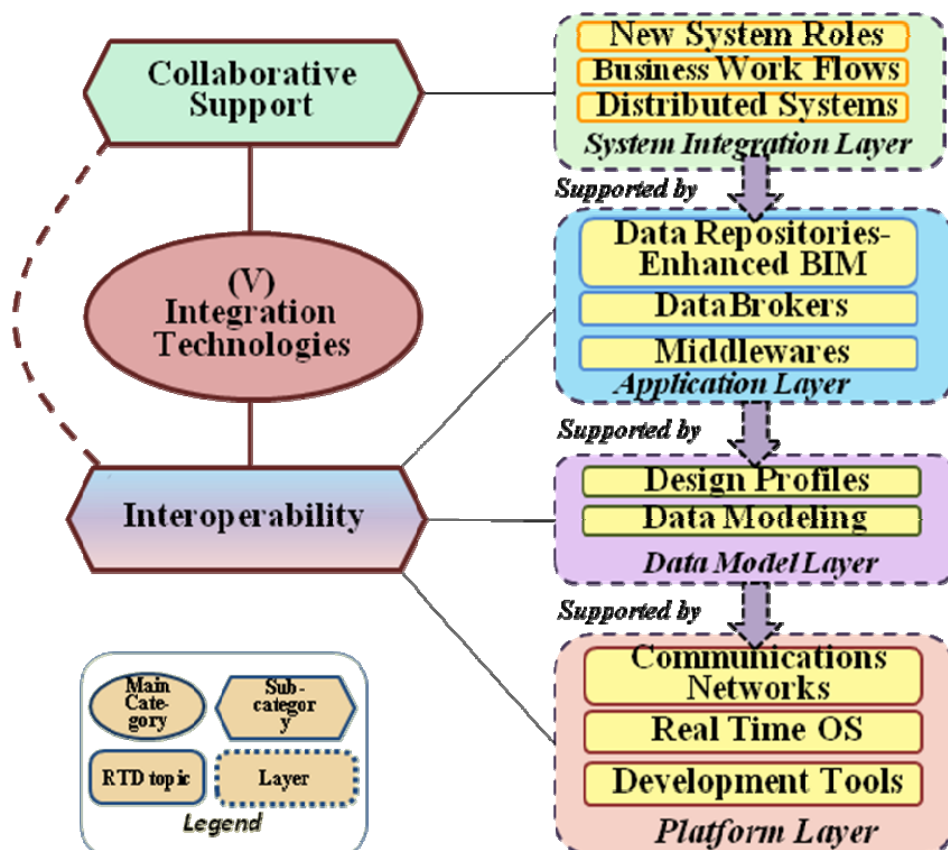 Collaborative
Support
(V)
Integration
Technologies
Interoperability
New System Roles
Business Work Flows
Distributed Systems
System Integration Layer
Supported by
Data Repositories-
Enhanced BIM
DataBrokers
Middlewares
Application Layer
Supported by
Design Profiles
Data Modeling
Data Model Layer
Supported by
Communications
Networks
Real Time OS
Development Tools
Platform Layer
Main
Cate-
gory
Sub-
categor
y
RTD topic
Layer
Legend